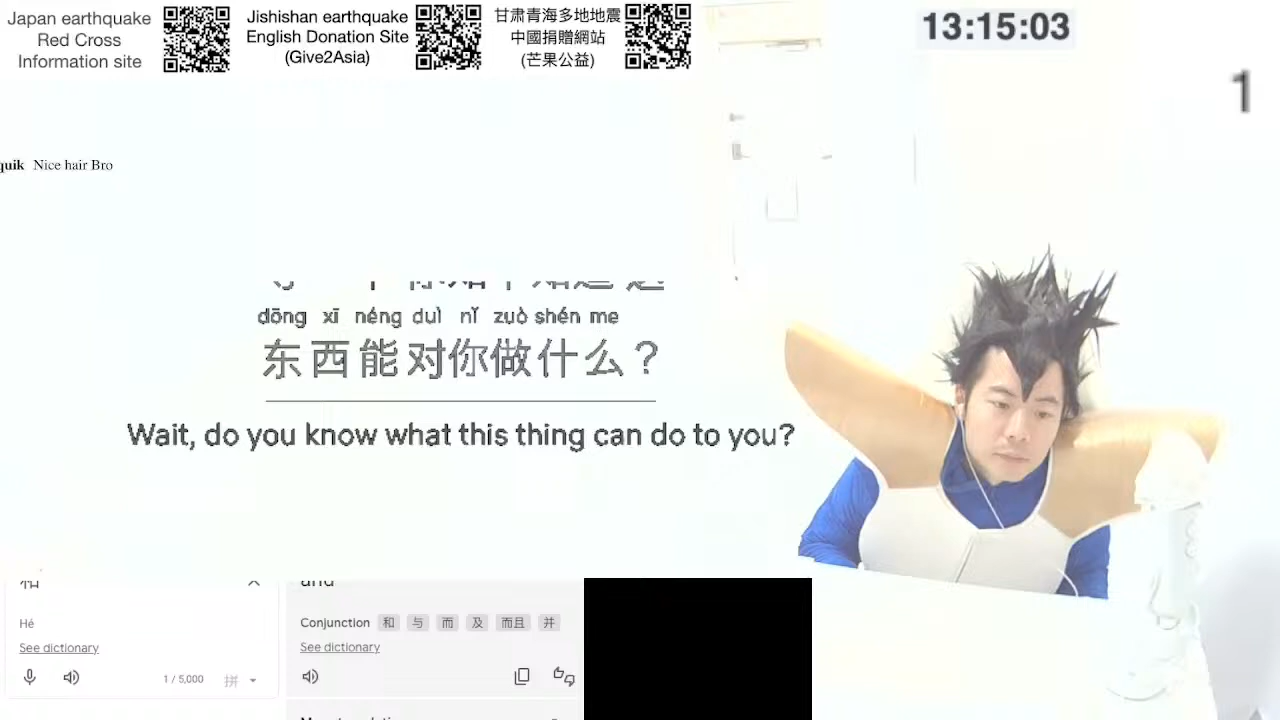 Japan earthquake
Red Cross
Information site
Jishishan earthquake
English Donation Site
(Give2Asia)
甘肅青海多地地震
中國捐贈網站
(芒果公益)
13:15:03
1
quik Nice hair Bro
dōng xī néng duì nǐ zuò shén me
东西能对你做什么？
Wait, do you know what this thing can do to you?
and
Hé
See dictionary
1 / 5,000
拼
Conjunction 和 与 而 及 而且 并
See dictionary